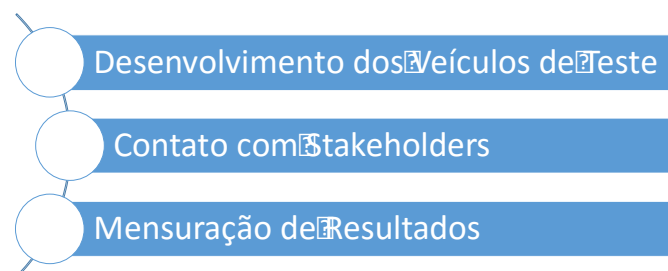 Desenvolvimento dos Veículos de Teste
Contato com Stakeholders
Mensuração de Resultados